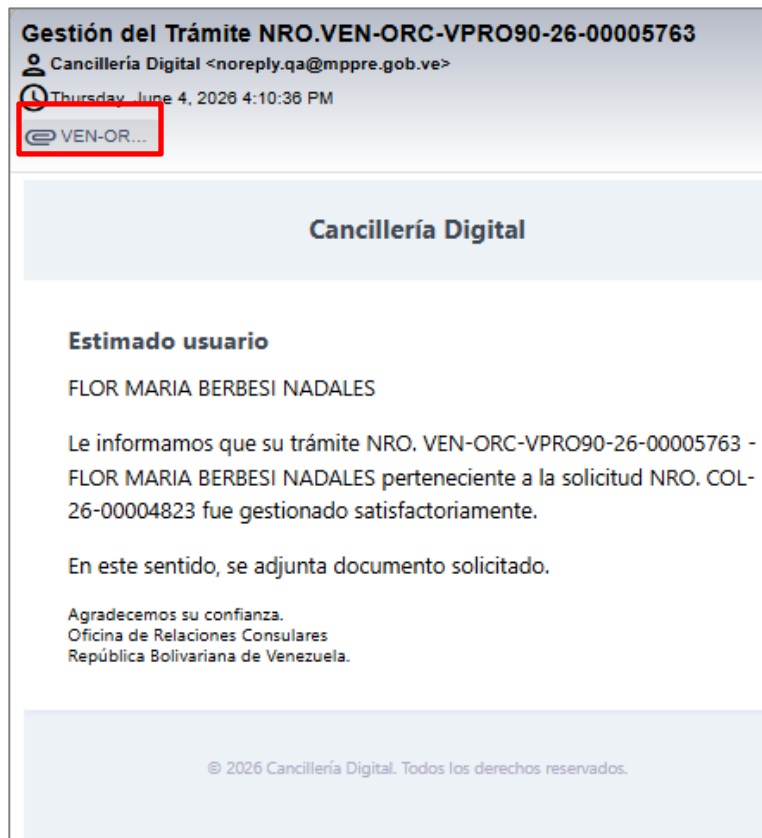 Gestión del Trámite NRO.VEN-ORC-VPRO90-26-00005763
Cancillería Digital <noreply.qa@mppre.gob.ve>
Thursday, June 4, 2026 4:10:36 PM
VEN-OR...
Cancillería Digital
Estimado usuario
FLOR MARIA BERBESI NADALES
Le informamos que su trámite NRO. VEN-ORC-VPRO90-26-00005763 -
FLOR MARIA BERBESI NADALES perteneciente a la solicitud NRO. COL-
26-00004823 fue gestionado satisfactoriamente.
En este sentido, se adjunta documento solicitado.
Agradecemos su confianza.
Oficina de Relaciones Consulares
República Bolivariana de Venezuela.
© 2026 Cancillería Digital. Todos los derechos reservados.